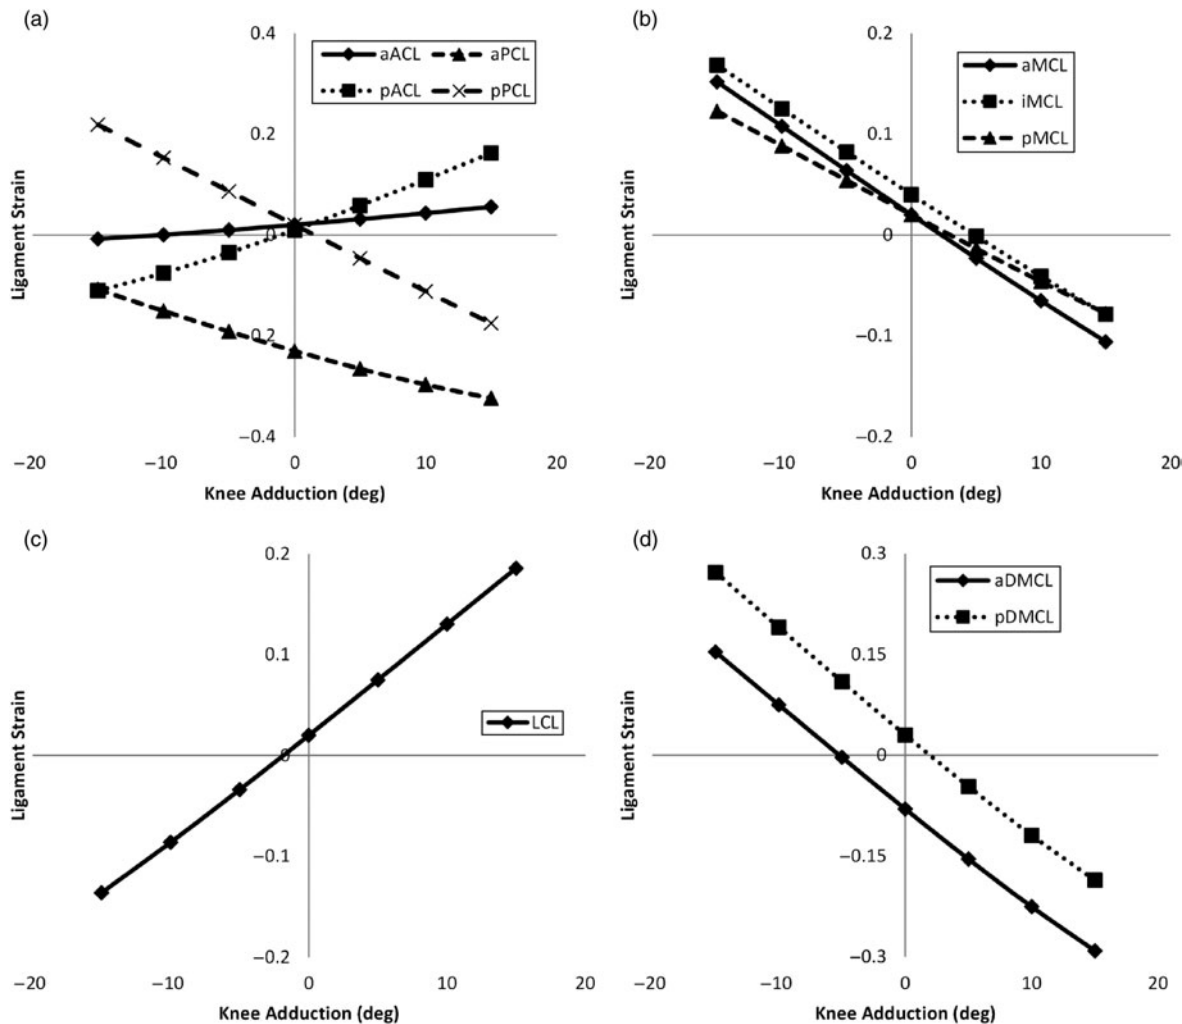 (a)
0.4
aACL aPCL
pACL pPCL
0.2
0
0.2
–0.4
Ligament Strain
–20 –10 0 10 20
Knee Adduction (deg)
(b)
0.2
aMCL
iMCL
pMCL
0.1
0
–0.1
–0.2
Ligament Strain
–20 –10 0 10 20
Knee Adduction (deg)
(c)
0.2
0.1
LCL
0
–0.1
–0.2
Ligament Strain
–20 –10 0 10 20
Knee Adduction (deg)
(d)
0.3
aDMCL
pDMCL
0.15
0
–0.15
–0.3
Ligament Strain
–20 –10 0 10 20
Knee Adduction (deg)